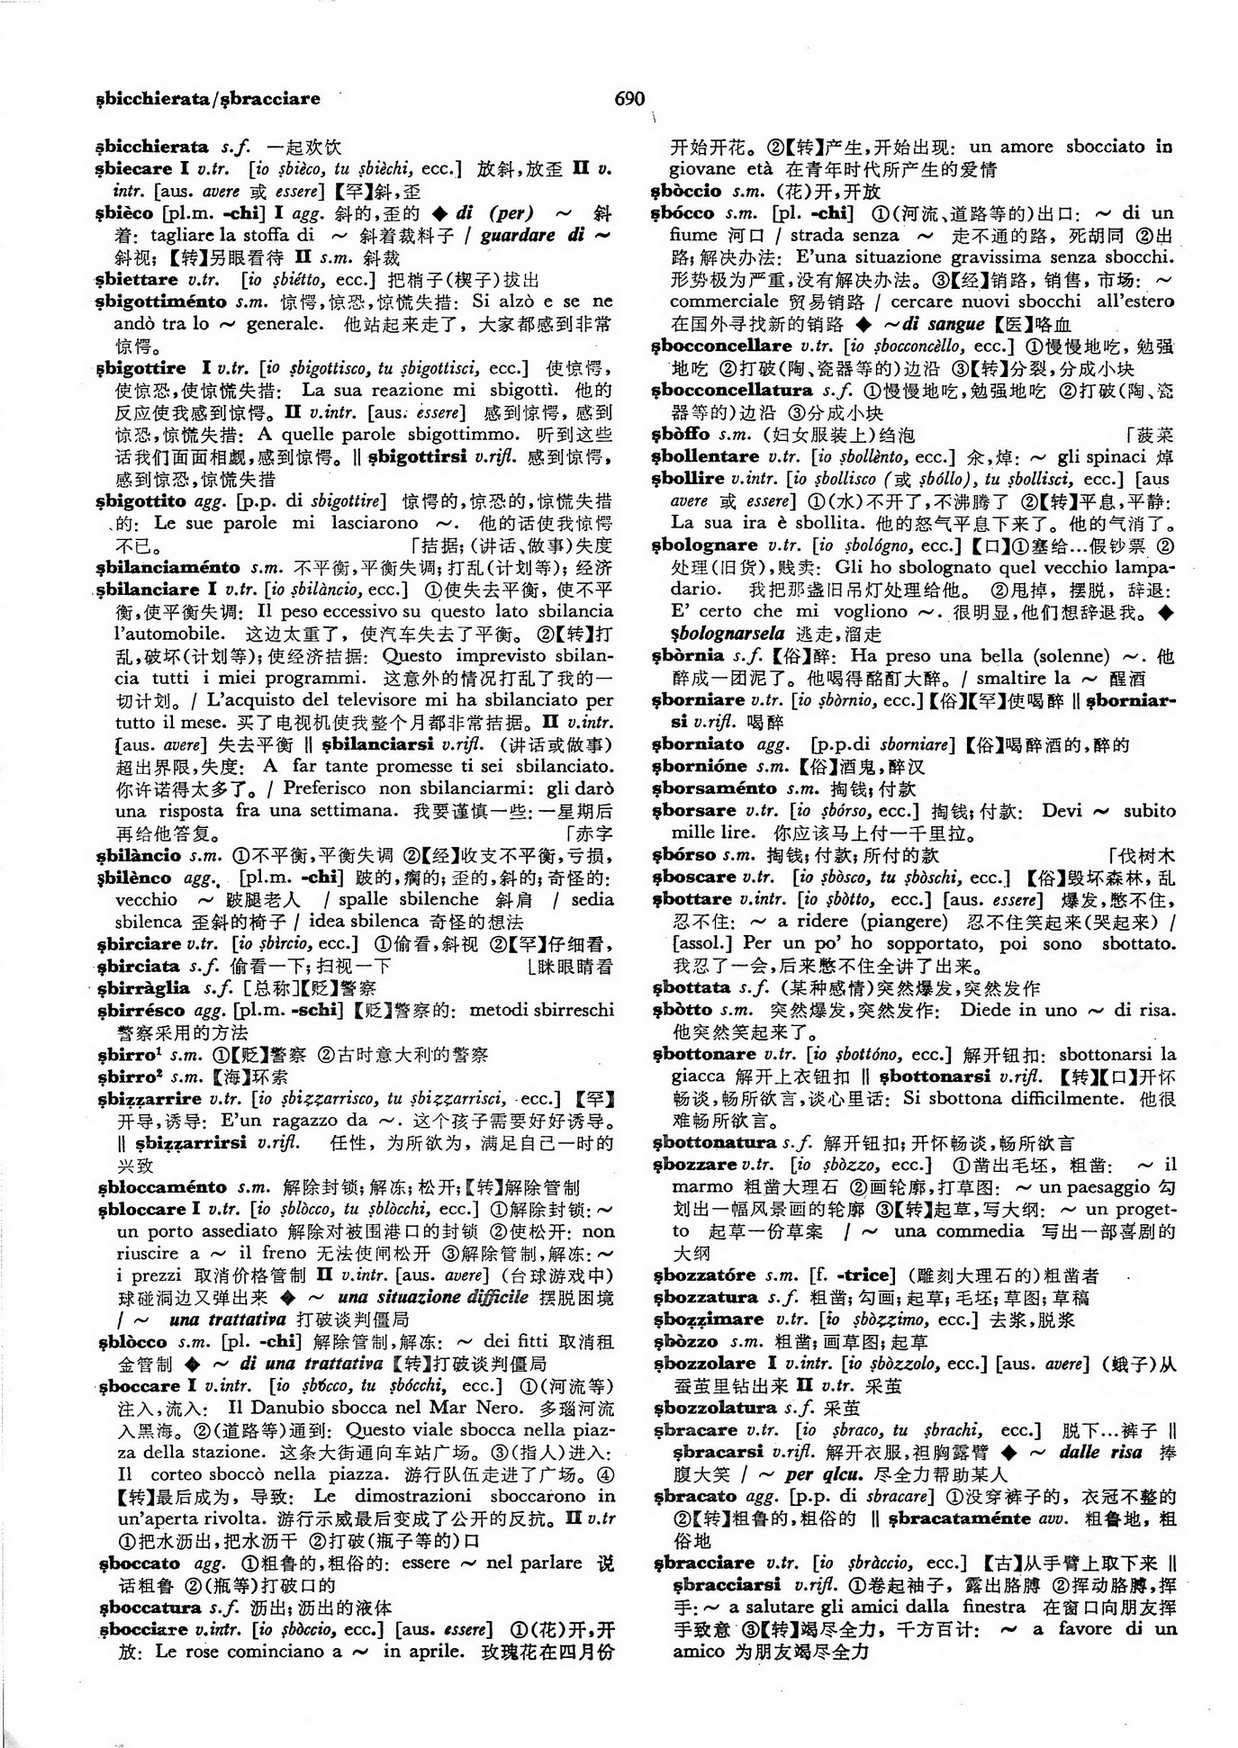 ṣbicchierata/ṣbracciare
690
ṣbicchierata s.f. 一起欢饮
ṣbiecare I v.tr. [io ṣbièco, tu ṣbièchi, ecc.] 放斜,放歪 II v.
intr. [aus. avere 或 essere]【罕】斜,歪
ṣbièco [pl.m. -chi] I agg. 斜的,歪的 ◆ di (per) ～ 斜
着: tagliare la stoffa di ～ 斜着裁料子 / guardare di ～
斜视;【转】另眼看待 II s.m. 斜裁
ṣbiettare v.tr. [io ṣbiétto, ecc.] 把梢子(楔子)拔出
ṣbigottiménto s.m. 惊愕,惊恐,惊慌失措: Si alzò e se ne
andò tra lo ～ generale. 他站起来走了, 大家都感到非常
惊愕。
ṣbigottire I v.tr. [io ṣbigottisco, tu ṣbigottisci, ecc.] 使惊愕,
使惊恐,使惊慌失措: La sua reazione mi sbigottì. 他的
反应使我感到惊愕。II v.intr. [aus. èssere] 感到惊愕, 感到
惊恐,惊慌失措: A quelle parole sbigottimmo. 听到这些
话我们面面相觑,感到惊愕。‖ ṣbigottirsi v.rifl. 感到惊愕,
感到惊恐,惊慌失措
ṣbigottito agg. [p.p. di sbigottire] 惊愕的,惊恐的,惊慌失措
的: Le sue parole mi lasciarono ～. 他的话使我惊愕
不已。 「拮据; (讲话、做事)失度
ṣbilanciaménto s.m. 不平衡,平衡失调; 打乱(计划等); 经济
ṣbilanciare I v.tr. [io ṣbilàncio, ecc.] ①使失去平衡, 使不平
衡,使平衡失调: Il peso eccessivo su questo lato sbilancia
l'automobile. 这边太重了, 使汽车失去了平衡。②【转】打
乱,破坏(计划等); 使经济拮据: Questo imprevisto sbilan-
cia tutti i miei programmi. 这意外的情况打乱了我的一
切计划。/ L'acquisto del televisore mi ha sbilanciato per
tutto il mese. 买了电视机使我整个月都非常拮据。II v.intr.
[aus. avere] 失去平衡 ‖ ṣbilanciarsi v.rifl. (讲话或做事)
超出界限,失度: A far tante promesse ti sei sbilanciato.
你许诺得太多了。/ Preferisco non sbilanciarmi: gli darò
una risposta fra una settimana. 我要谨慎一些: 一星期后
再给他答复。 「赤字
ṣbilàncio s.m. ①不平衡,平衡失调 ②【经】收支不平衡,亏损,
ṣbilènco agg. [pl.m. -chi] 跛的,瘸的; 歪的,斜的; 奇怪的:
vecchio ～ 跛腿老人 / spalle sbilenche 斜肩 / sedia
sbilenca 歪斜的椅子 / idea sbilenca 奇怪的想法
ṣbirciare v.tr. [io ṣbìrcio, ecc.] ①偷看,斜视 ②【罕】仔细看,
ṣbirciata s.f. 偷看一下; 扫视一下 ⌊眯眼睛看
ṣbirràglia s.f. [总称]【贬】警察
ṣbirrésco agg. [pl.m. -schi]【贬】警察的: metodi sbirreschi
警察采用的方法
ṣbirro¹ s.m. ①【贬】警察 ②古时意大利的警察
ṣbirro² s.m.【海】环索
ṣbiẓẓarrire v.tr. [io ṣbiẓẓarrisco, tu ṣbiẓẓarrisci, ecc.]【罕】
开导,诱导: E'un ragazzo da ～. 这个孩子需要好好诱导。
‖ ṣbiẓẓarrirsi v.rifl. 任性, 为所欲为, 满足自己一时的
兴致
ṣbloccaménto s.m. 解除封锁; 解冻; 松开;【转】解除管制
ṣbloccare I v.tr. [io ṣblòcco, tu ṣblòcchi, ecc.] ①解除封锁: ～
un porto assediato 解除对被围港口的封锁 ②使松开: non
riuscire a ～ il freno 无法使闸松开 ③解除管制,解冻: ～
i prezzi 取消价格管制 II v.intr. [aus. avere] (台球游戏中)
球碰洞边又弹出来 ◆ ～ una situazione difficile 摆脱困境
/ ～ una trattativa 打破谈判僵局
ṣblòcco s.m. [pl. -chi] 解除管制,解冻: ～ dei fitti 取消租
金管制 ◆ ～ di una trattativa【转】打破谈判僵局
ṣboccare I v.intr. [io ṣbócco, tu ṣbócchi, ecc.] ①(河流等)
注入,流入: Il Danubio sbocca nel Mar Nero. 多瑙河流
入黑海。②(道路等)通到: Questo viale sbocca nella piaz-
za della stazione. 这条大街通向车站广场。③(指人)进入:
Il corteo sboccò nella piazza. 游行队伍走进了广场。④
【转】最后成为, 导致: Le dimostrazioni sboccarono in
un'aperta rivolta. 游行示威最后变成了公开的反抗。II v.tr
①把水沥出,把水沥干 ②打破(瓶子等的)口
ṣboccato agg. ①粗鲁的,粗俗的: essere ～ nel parlare 说
话粗鲁 ②(瓶等)打破口的
ṣboccatura s.f. 沥出; 沥出的液体
ṣbocciare v.intr. [io ṣbòccio, ecc.] [aus. essere] ①(花)开,开
放: Le rose cominciano a ～ in aprile. 玫瑰花在四月份
开始开花。②【转】产生,开始出现: un amore sbocciato in
giovane età 在青年时代所产生的爱情
ṣbòccio s.m. (花)开,开放
ṣbócco s.m. [pl. -chi] ①(河流、道路等的)出口: ～ di un
fiume 河口 / strada senza ～ 走不通的路, 死胡同 ②出
路; 解决办法: E'una situazione gravissima senza sbocchi.
形势极为严重,没有解决办法。③【经】销路, 销售, 市场: ～
commerciale 贸易销路 / cercare nuovi sbocchi all'estero
在国外寻找新的销路 ◆ ～di sangue【医】咯血
ṣbocconcellare v.tr. [io ṣbocconcèllo, ecc.] ①慢慢地吃, 勉强
地吃 ②打破(陶、瓷器等的)边沿 ③【转】分裂,分成小块
ṣbocconcellatura s.f. ①慢慢地吃,勉强地吃 ②打破(陶、瓷
器等的)边沿 ③分成小块
ṣbòffo s.m. (妇女服装上)绉泡 「菠菜
ṣbollentare v.tr. [io ṣbollènto, ecc.] 汆,焯: ～ gli spinaci 焯
ṣbollire v.intr. [io ṣbollisco (或 ṣbóllo), tu ṣbollisci, ecc.] [aus
avere 或 essere] ①(水)不开了,不沸腾了 ②【转】平息,平静:
La sua ira è sbollita. 他的怒气平息下来了。他的气消了。
ṣbolognare v.tr. [io ṣbológno, ecc.]【口】①塞给…假钞票 ②
处理(旧货),贱卖: Gli ho sbolognato quel vecchio lampa-
dario. 我把那盏旧吊灯处理给他。②甩掉, 摆脱, 辞退:
E' certo che mi vogliono ～. 很明显,他们想辞退我。◆
ṣbolognarsela 逃走,溜走
ṣbòrnia s.f.【俗】醉: Ha preso una bella (solenne) ～. 他
醉成一团泥了。他喝得酩酊大醉。/ smaltire la ～ 醒酒
ṣborniare v.tr. [io ṣbòrnio, ecc.]【俗】【罕】使喝醉 ‖ ṣborniar-
si v.rifl. 喝醉
ṣborniato agg. [p.p.di sborniare]【俗】喝醉酒的,醉的
ṣbornióne s.m.【俗】酒鬼,醉汉
ṣborsaménto s.m. 掏钱; 付款
ṣborsare v.tr. [io ṣbórso, ecc.] 掏钱; 付款: Devi ～ subito
mille lire. 你应该马上付一千里拉。
ṣbórso s.m. 掏钱; 付款; 所付的款 「伐树木
ṣboscare v.tr. [io ṣbòsco, tu ṣbòschi, ecc.]【俗】毁坏森林, 乱
ṣbottare v.intr. [io ṣbòtto, ecc.] [aus. essere] 爆发,憋不住,
忍不住: ～ a ridere (piangere) 忍不住笑起来(哭起来) /
[assol.] Per un po' ho sopportato, poi sono sbottato.
我忍了一会,后来憋不住全讲了出来。
ṣbottata s.f. (某种感情)突然爆发,突然发作
ṣbòtto s.m. 突然爆发,突然发作: Diede in uno ～ di risa.
他突然笑起来了。
ṣbottonare v.tr. [io ṣbottóno, ecc.] 解开钮扣: sbottonarsi la
giacca 解开上衣钮扣 ‖ ṣbottonarsi v.rifl. 【转】【口】开怀
畅谈,畅所欲言,谈心里话: Si sbottona difficilmente. 他很
难畅所欲言。
ṣbottonatura s.f. 解开钮扣; 开怀畅谈,畅所欲言
ṣbozzare v.tr. [io ṣbòzzo, ecc.] ①凿出毛坯, 粗凿: ～ il
marmo 粗凿大理石 ②画轮廓,打草图: ～ un paesaggio 勾
划出一幅风景画的轮廓 ③【转】起草,写大纲: ～ un proget-
to 起草一份草案 / ～ una commedia 写出一部喜剧的
大纲
ṣbozzatóre s.m. [f. -trice] (雕刻大理石的)粗凿者
ṣbozzatura s.f. 粗凿; 勾画; 起草; 毛坯; 草图; 草稿
ṣboẓẓimare v.tr. [io ṣbòẓẓimo, ecc.] 去浆,脱浆
ṣbòzzo s.m. 粗凿; 画草图; 起草
ṣbozzolare I v.intr. [io ṣbòzzolo, ecc.] [aus. avere] (蛾子)从
蚕茧里钻出来 II v.tr. 采茧
ṣbozzolatura s.f. 采茧
ṣbracare v.tr. [io ṣbraco, tu ṣbrachi, ecc.] 脱下…裤子 ‖
ṣbracarsi v.rifl. 解开衣服,袒胸露臂 ◆ ～ dalle risa 捧
腹大笑 / ～ per qlcu. 尽全力帮助某人
ṣbracato agg. [p.p. di sbracare] ①没穿裤子的, 衣冠不整的
②【转】粗鲁的,粗俗的 ‖ ṣbracataménte avv. 粗鲁地, 粗
俗地
ṣbracciare v.tr. [io ṣbràccio, ecc.] 【古】从手臂上取下来 ‖
ṣbracciarsi v.rifl. ①卷起袖子, 露出胳膊 ②挥动胳膊,挥
手: ～ a salutare gli amici dalla finestra 在窗口向朋友挥
手致意 ③【转】竭尽全力, 千方百计: ～ a favore di un
amico 为朋友竭尽全力